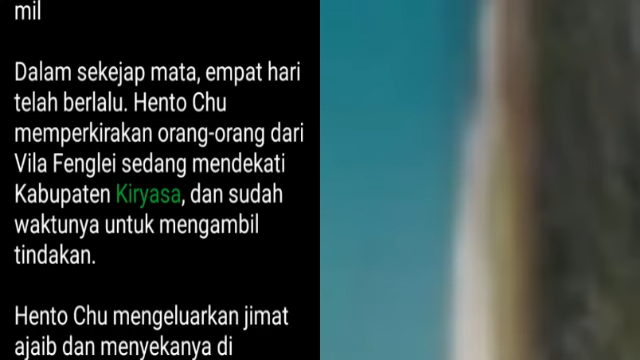 mil
Dalam sekejap mata, empat hari
telah berlalu. Hento Chu
memperkirakan orang-orang dari
Vila Fenglei sedang mendekati
Kabupaten Kiryasa, dan sudah
waktunya untuk mengambil
tindakan.
Hento Chu mengeluarkan jimat
ajaib dan menyekanya di